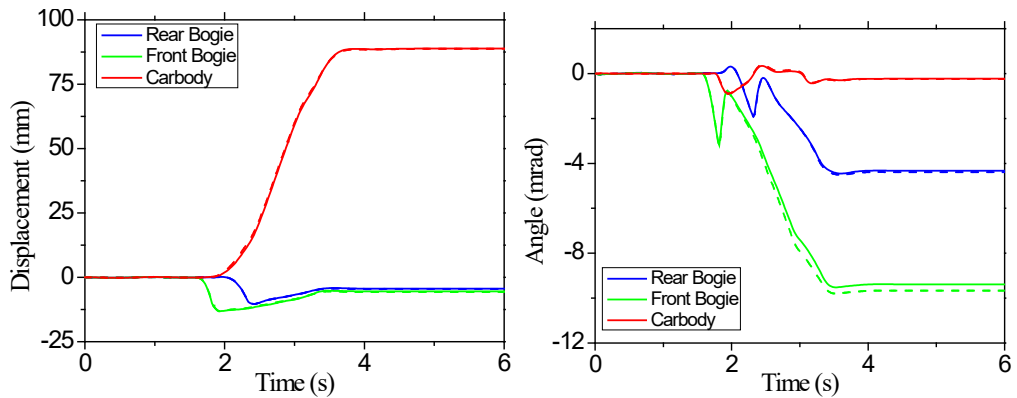 100
75
50
25
0
-25
Displacement (mm)
Rear Bogie
Front Bogie
Carbody
0
2
4
6
Time (s)
0
-4
-8
-12
Angle (mrad)
Rear Bogie
Front Bogie
Carbody
0
2
4
6
Time (s)